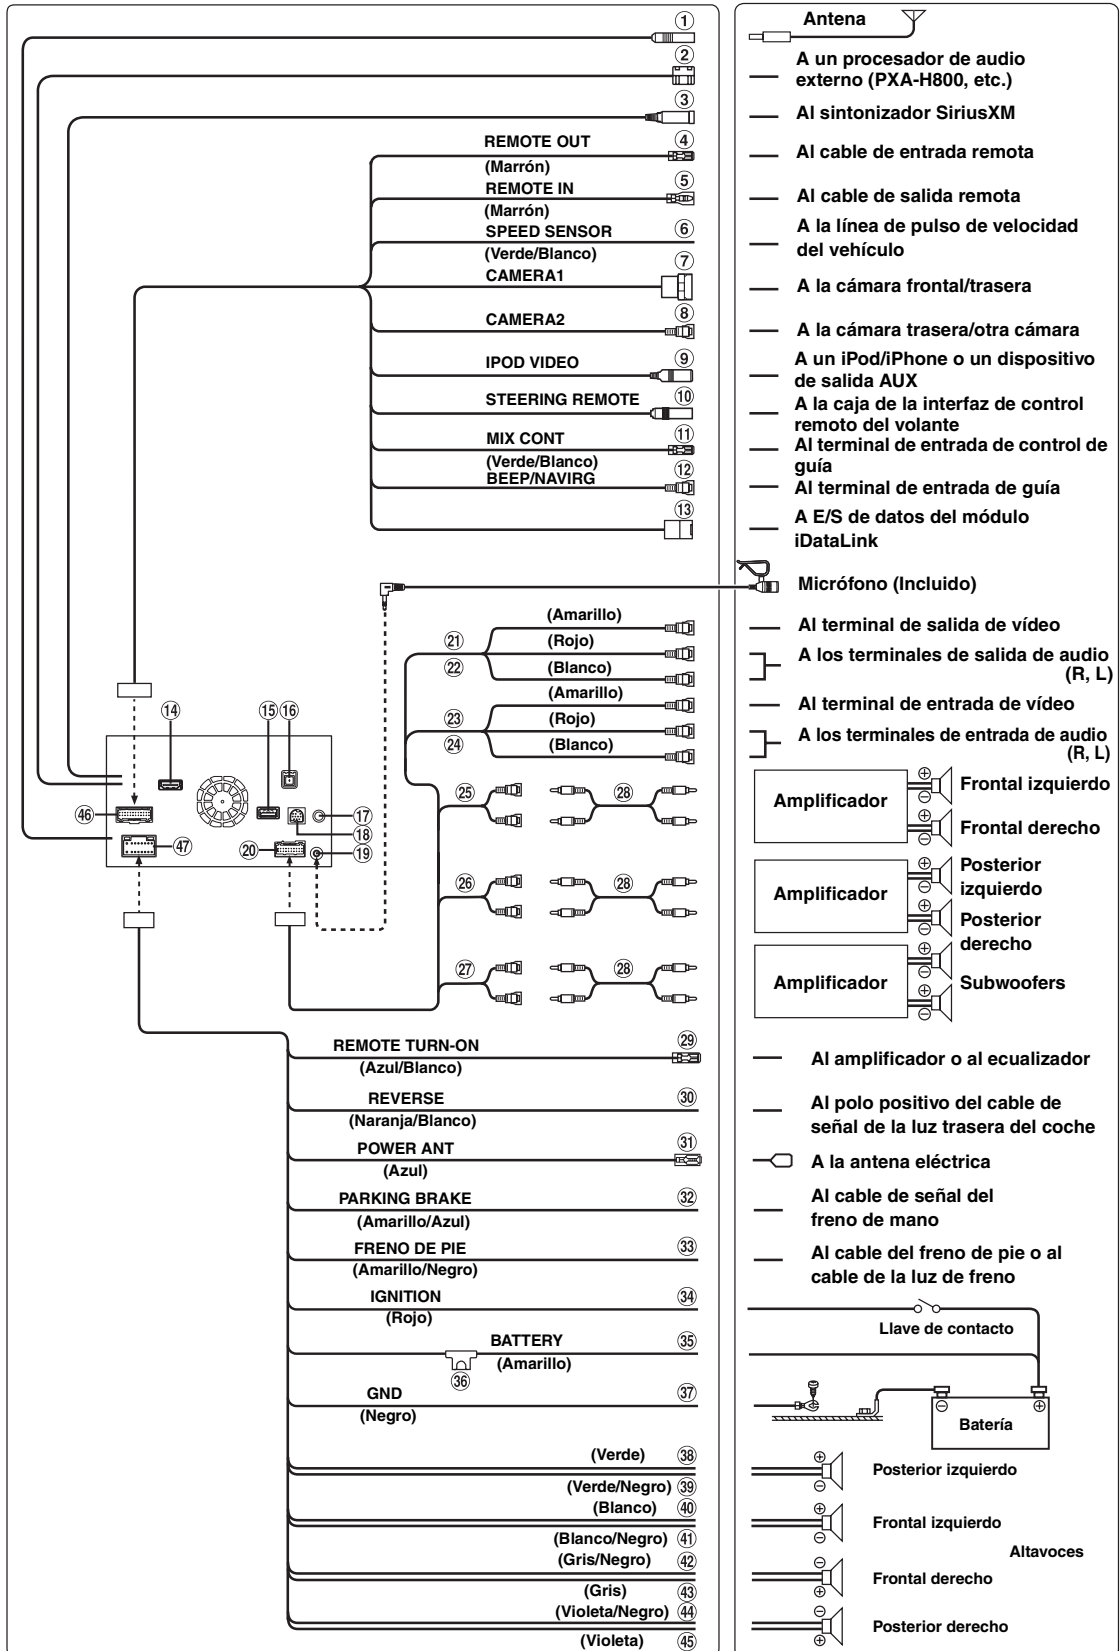 ① Antena
② A un procesador de audio
externo (PXA-H800, etc.)
③ Al sintonizador SiriusXM
REMOTE OUT ④ Al cable de entrada remota
(Marrón)
REMOTE IN ⑤ Al cable de salida remota
(Marrón)
SPEED SENSOR ⑥ A la línea de pulso de velocidad
del vehículo
(Verde/Blanco)
CAMERA1 ⑦ A la cámara frontal/trasera
CAMERA2 ⑧ A la cámara trasera/otra cámara
IPOD VIDEO ⑨ A un iPod/iPhone o un dispositivo
de salida AUX
STEERING REMOTE ⑩ A la caja de la interfaz de control
remoto del volante
MIX CONT ⑪ Al terminal de entrada de control de
guía
(Verde/Blanco)
BEEP/NAVIRG ⑫ Al terminal de entrada de guía
⑬ A E/S de datos del módulo
iDataLink
Micrófono (Incluido)
(Amarillo) Al terminal de salida de vídeo
㉑ (Rojo) A los terminales de salida de audio
㉒ (Blanco) (R, L)
(Amarillo) Al terminal de entrada de vídeo
㉓ (Rojo) A los terminales de entrada de audio
㉔ (Blanco) (R, L)
⑭ ⑮ ⑯
㊻ ⑰
⑱
㊼ ⑳ ⑲
㉕ ㉘ Amplificador ⊕ Frontal izquierdo
⊖
⊕ Frontal derecho
⊖
㉖ ㉘ Amplificador ⊕ Posterior
izquierdo
⊖
⊕ Posterior
derecho
⊖
㉗ ㉘ Amplificador ⊕ Subwoofers
⊖
⊕
⊖
REMOTE TURN-ON ㉙ Al amplificador o al ecualizador
(Azul/Blanco)
REVERSE ㉚ Al polo positivo del cable de
señal de la luz trasera del coche
(Naranja/Blanco)
POWER ANT ㉛ A la antena eléctrica
(Azul)
PARKING BRAKE ㉜ Al cable de señal del
freno de mano
(Amarillo/Azul)
FRENO DE PIE ㉝ Al cable del freno de pie o al
cable de la luz de freno
(Amarillo/Negro)
IGNITION ㉞
(Rojo) Llave de contacto
BATTERY ㉟
(Amarillo)
㊱
GND ㊲
(Negro)
⊖ ⊕
Batería
(Verde) ㊳ ⊕
Posterior izquierdo
(Verde/Negro) ㊴ ⊖
(Blanco) ㊵ ⊕
Frontal izquierdo
(Blanco/Negro) ㊶ ⊖
Altavoces
(Gris/Negro) ㊷ ⊖
Frontal derecho
(Gris) ㊸ ⊕
(Violeta/Negro) ㊹ ⊖
Posterior derecho
(Violeta) ㊺ ⊕